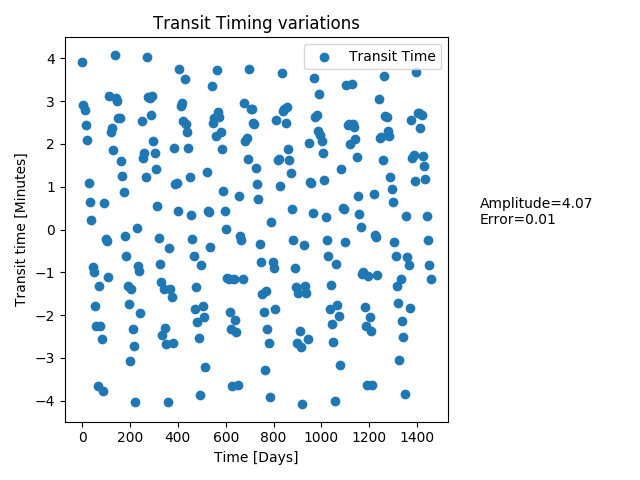 Transit Timing variations
Transit Time
Transit time [Minutes]
4
3
2
1
0
−1
−2
−3
−4
0 200 400 600 800 1000 1200 1400
Time [Days]
Amplitude=4.07
Error=0.01